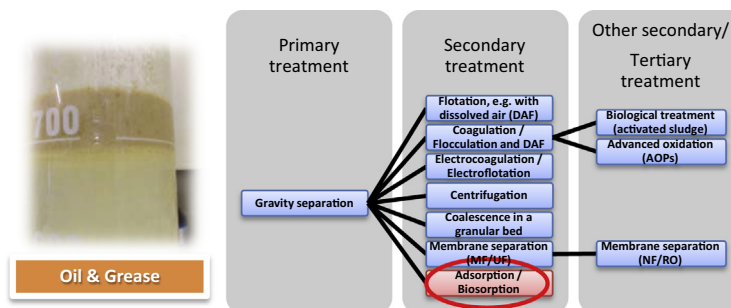 700
Oil & Grease
Primary
treatment
Gravity separation
Secondary
treatment
Flotation, e.g. with
dissolved air (DAF)
Coagulation /
Flocculation and DAF
Electrocoagulation /
Electroflotation
Centrifugation
Coalescence in a
granular bed
Membrane separation
(MF/UF)
Adsorption /
Biosorption
Other secondary/
Tertiary
treatment
Biological treatment
(activated sludge)
Advanced oxidation
(AOPs)
Membrane separation
(NF/RO)